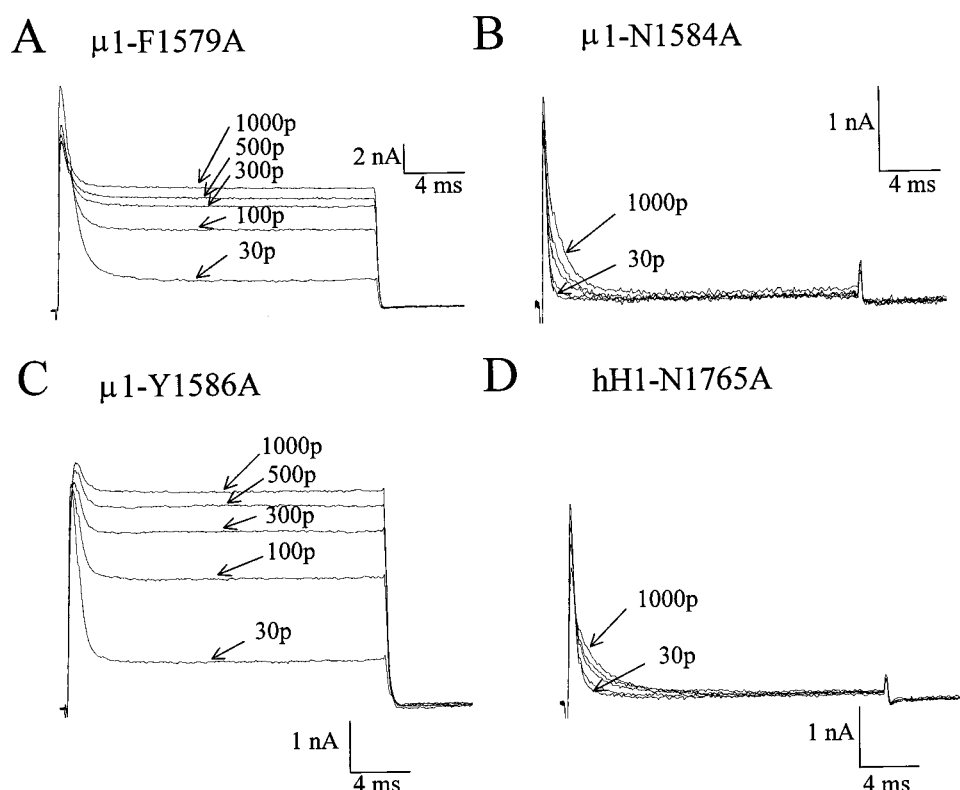 A μ1-F1579A
1000p
500p
300p
100p
30p
2 nA
4 ms
B μ1-N1584A
1000p
30p
1 nA
4 ms
C μ1-Y1586A
1000p
500p
300p
100p
30p
1 nA
4 ms
D hH1-N1765A
1000p
30p
1 nA
4 ms